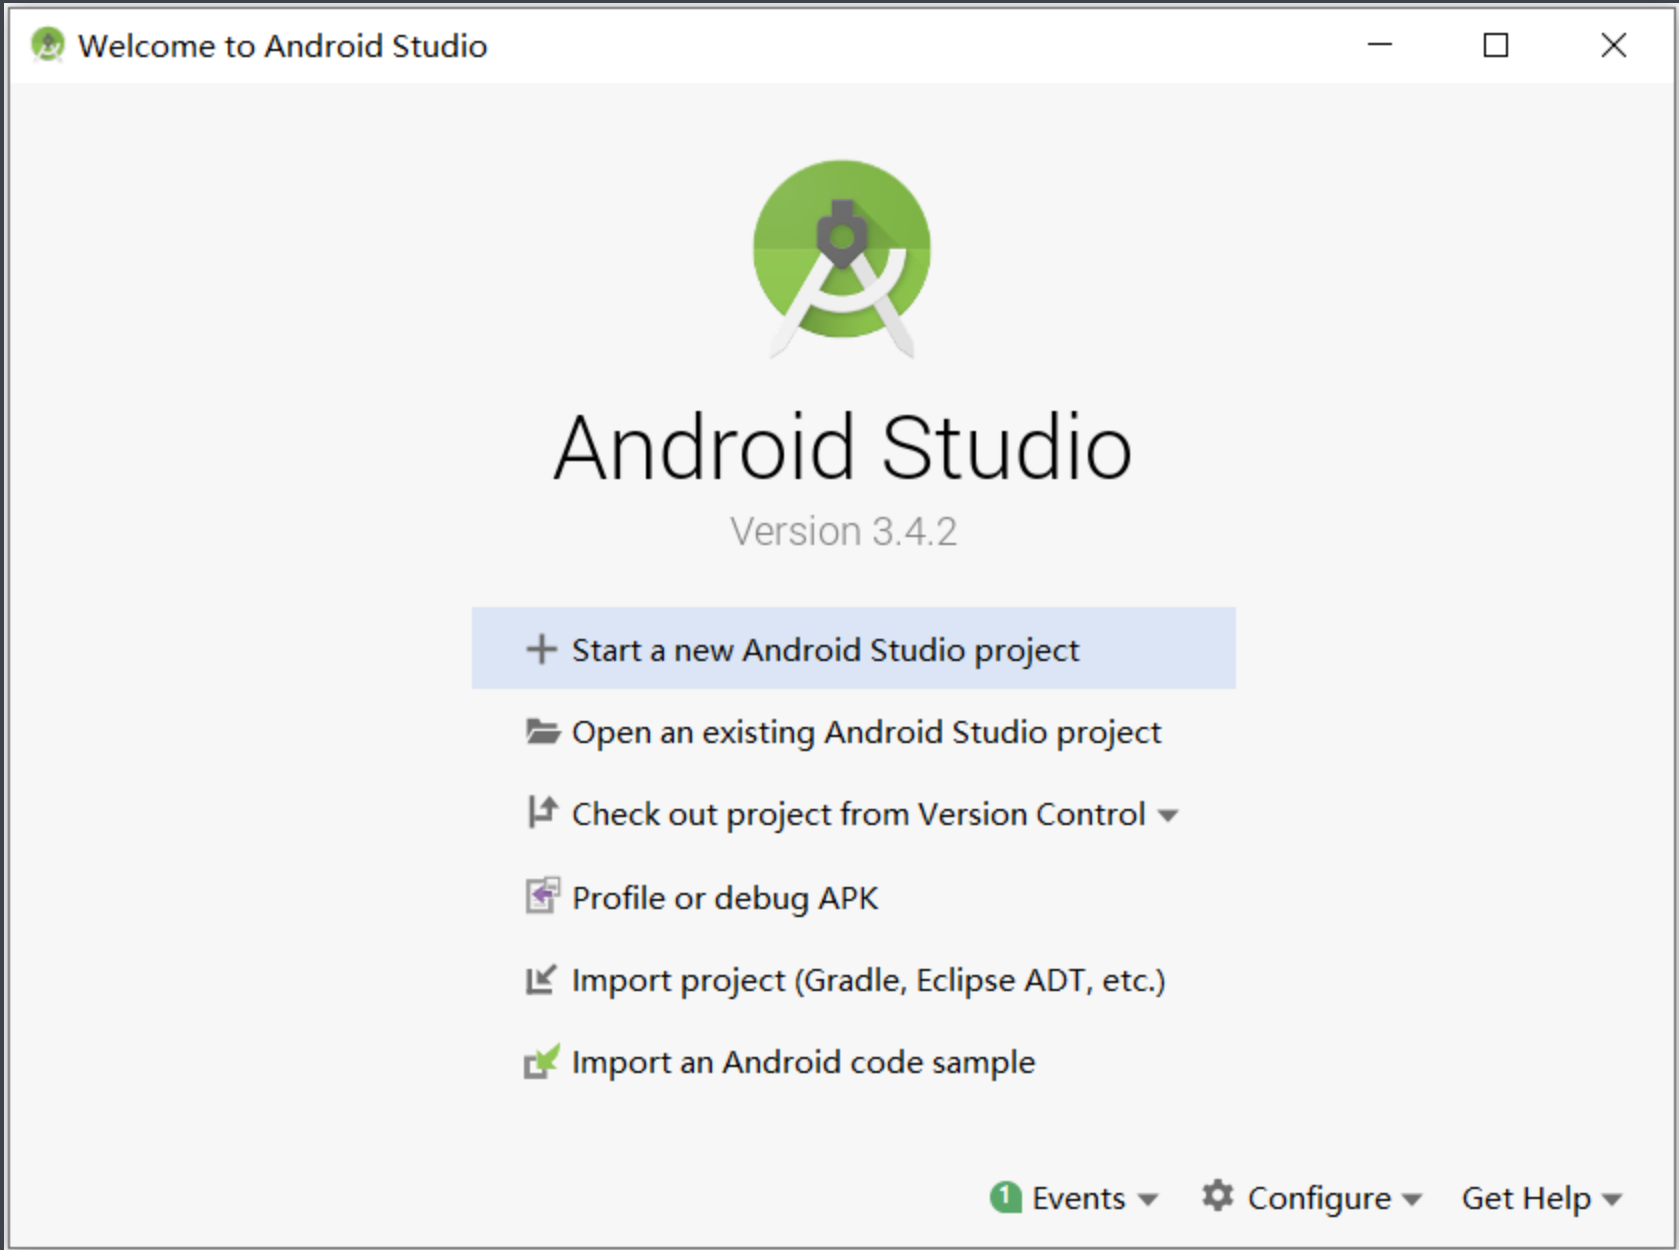 Welcome to Android Studio
Android Studio
Version 3.4.2
Start a new Android Studio project
Open an existing Android Studio project
Check out project from Version Control
Profile or debug APK
Import project (Gradle, Eclipse ADT, etc.)
Import an Android code sample
1 Events Configure Get Help